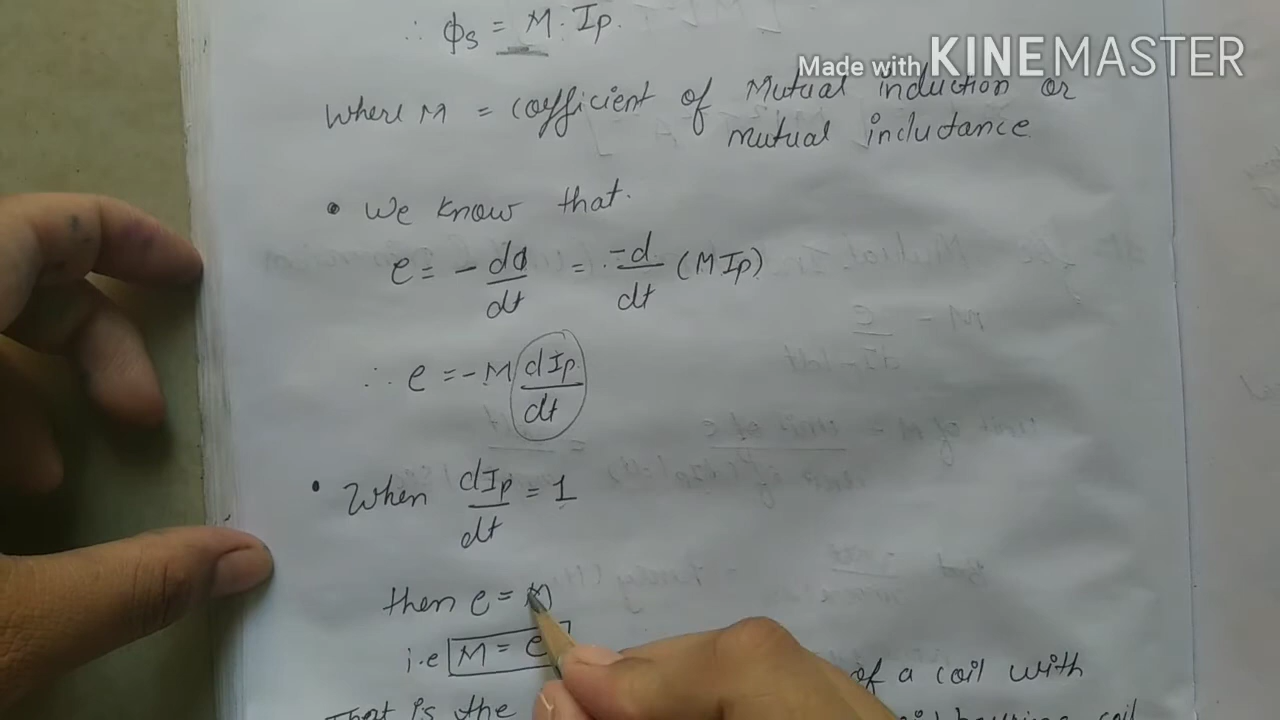 ∴ ϕs = M. Ip.
Made with KINEMASTER
Where M = coefficient of Mutual induction or
mutual inductance
• We know that.
e = - dϕ/dt = -d/dt (M Ip)
∴ e = - M dIp/dt
• When dIp/dt = 1
then e = M
i.e M = e
of a coil with
That is the
coil